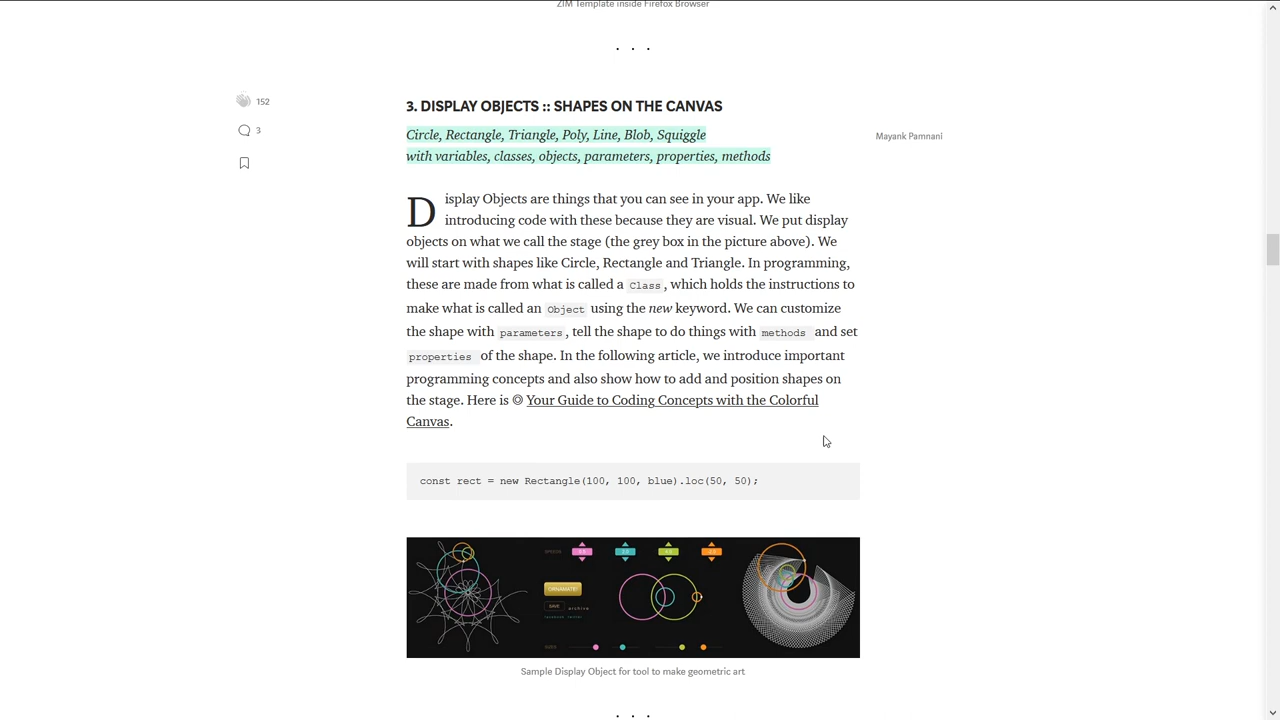 ZIM Template inside Firefox Browser
. . .
152
3
3. DISPLAY OBJECTS :: SHAPES ON THE CANVAS
Circle, Rectangle, Triangle, Poly, Line, Blob, Squiggle
with variables, classes, objects, parameters, properties, methods
Mayank Pamnani
Display Objects are things that you can see in your app. We like
introducing code with these because they are visual. We put display
objects on what we call the stage (the grey box in the picture above). We
will start with shapes like Circle, Rectangle and Triangle. In programming,
these are made from what is called a Class, which holds the instructions to
make what is called an Object using the new keyword. We can customize
the shape with parameters, tell the shape to do things with methods and set
properties of the shape. In the following article, we introduce important
programming concepts and also show how to add and position shapes on
the stage. Here is Your Guide to Coding Concepts with the Colorful
Canvas.
const rect = new Rectangle(100, 100, blue).loc(50, 50);
ORNAMATE!
SAVE archive
Sample Display Object for tool to make geometric art
. . .